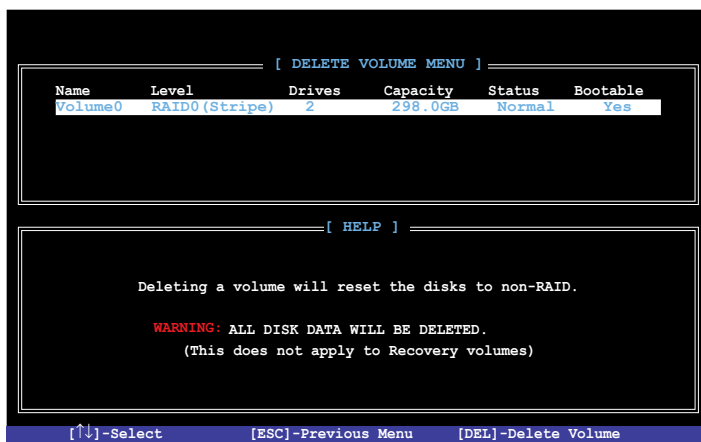 [ DELETE VOLUME MENU ]
Name Level Drives Capacity Status Bootable
Volume0 RAID0(Stripe) 2 298.0GB Normal Yes
[ HELP ]
Deleting a volume will reset the disks to non-RAID.
WARNING: ALL DISK DATA WILL BE DELETED.
(This does not apply to Recovery volumes)
[↑↓]-Select [ESC]-Previous Menu [DEL]-Delete Volume